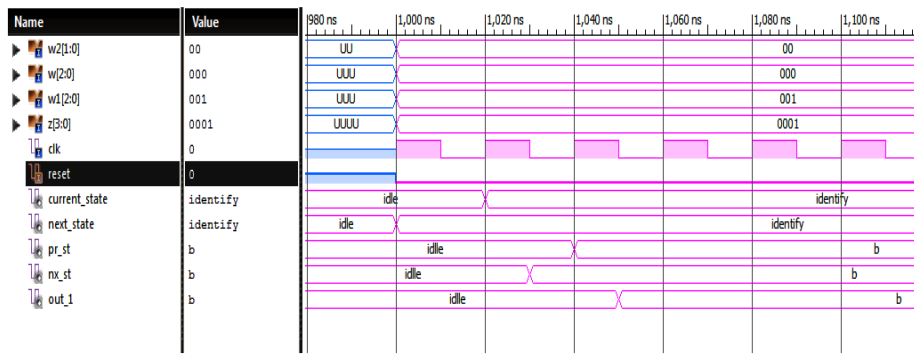 Name Value 980 ns 1,000 ns 1,020 ns 1,040 ns 1,060 ns 1,080 ns 1,100 ns
w2[1:0] 00 UU 00
w[2:0] 000 UUU 000
w1[2:0] 001 UUU 001
z[3:0] 0001 UUUU 0001
clk 0
reset 0
current_state identify idle identify
next_state identify idle identify
pr_st b idlle b
nx_st b idlle b
out_1 b idlle b